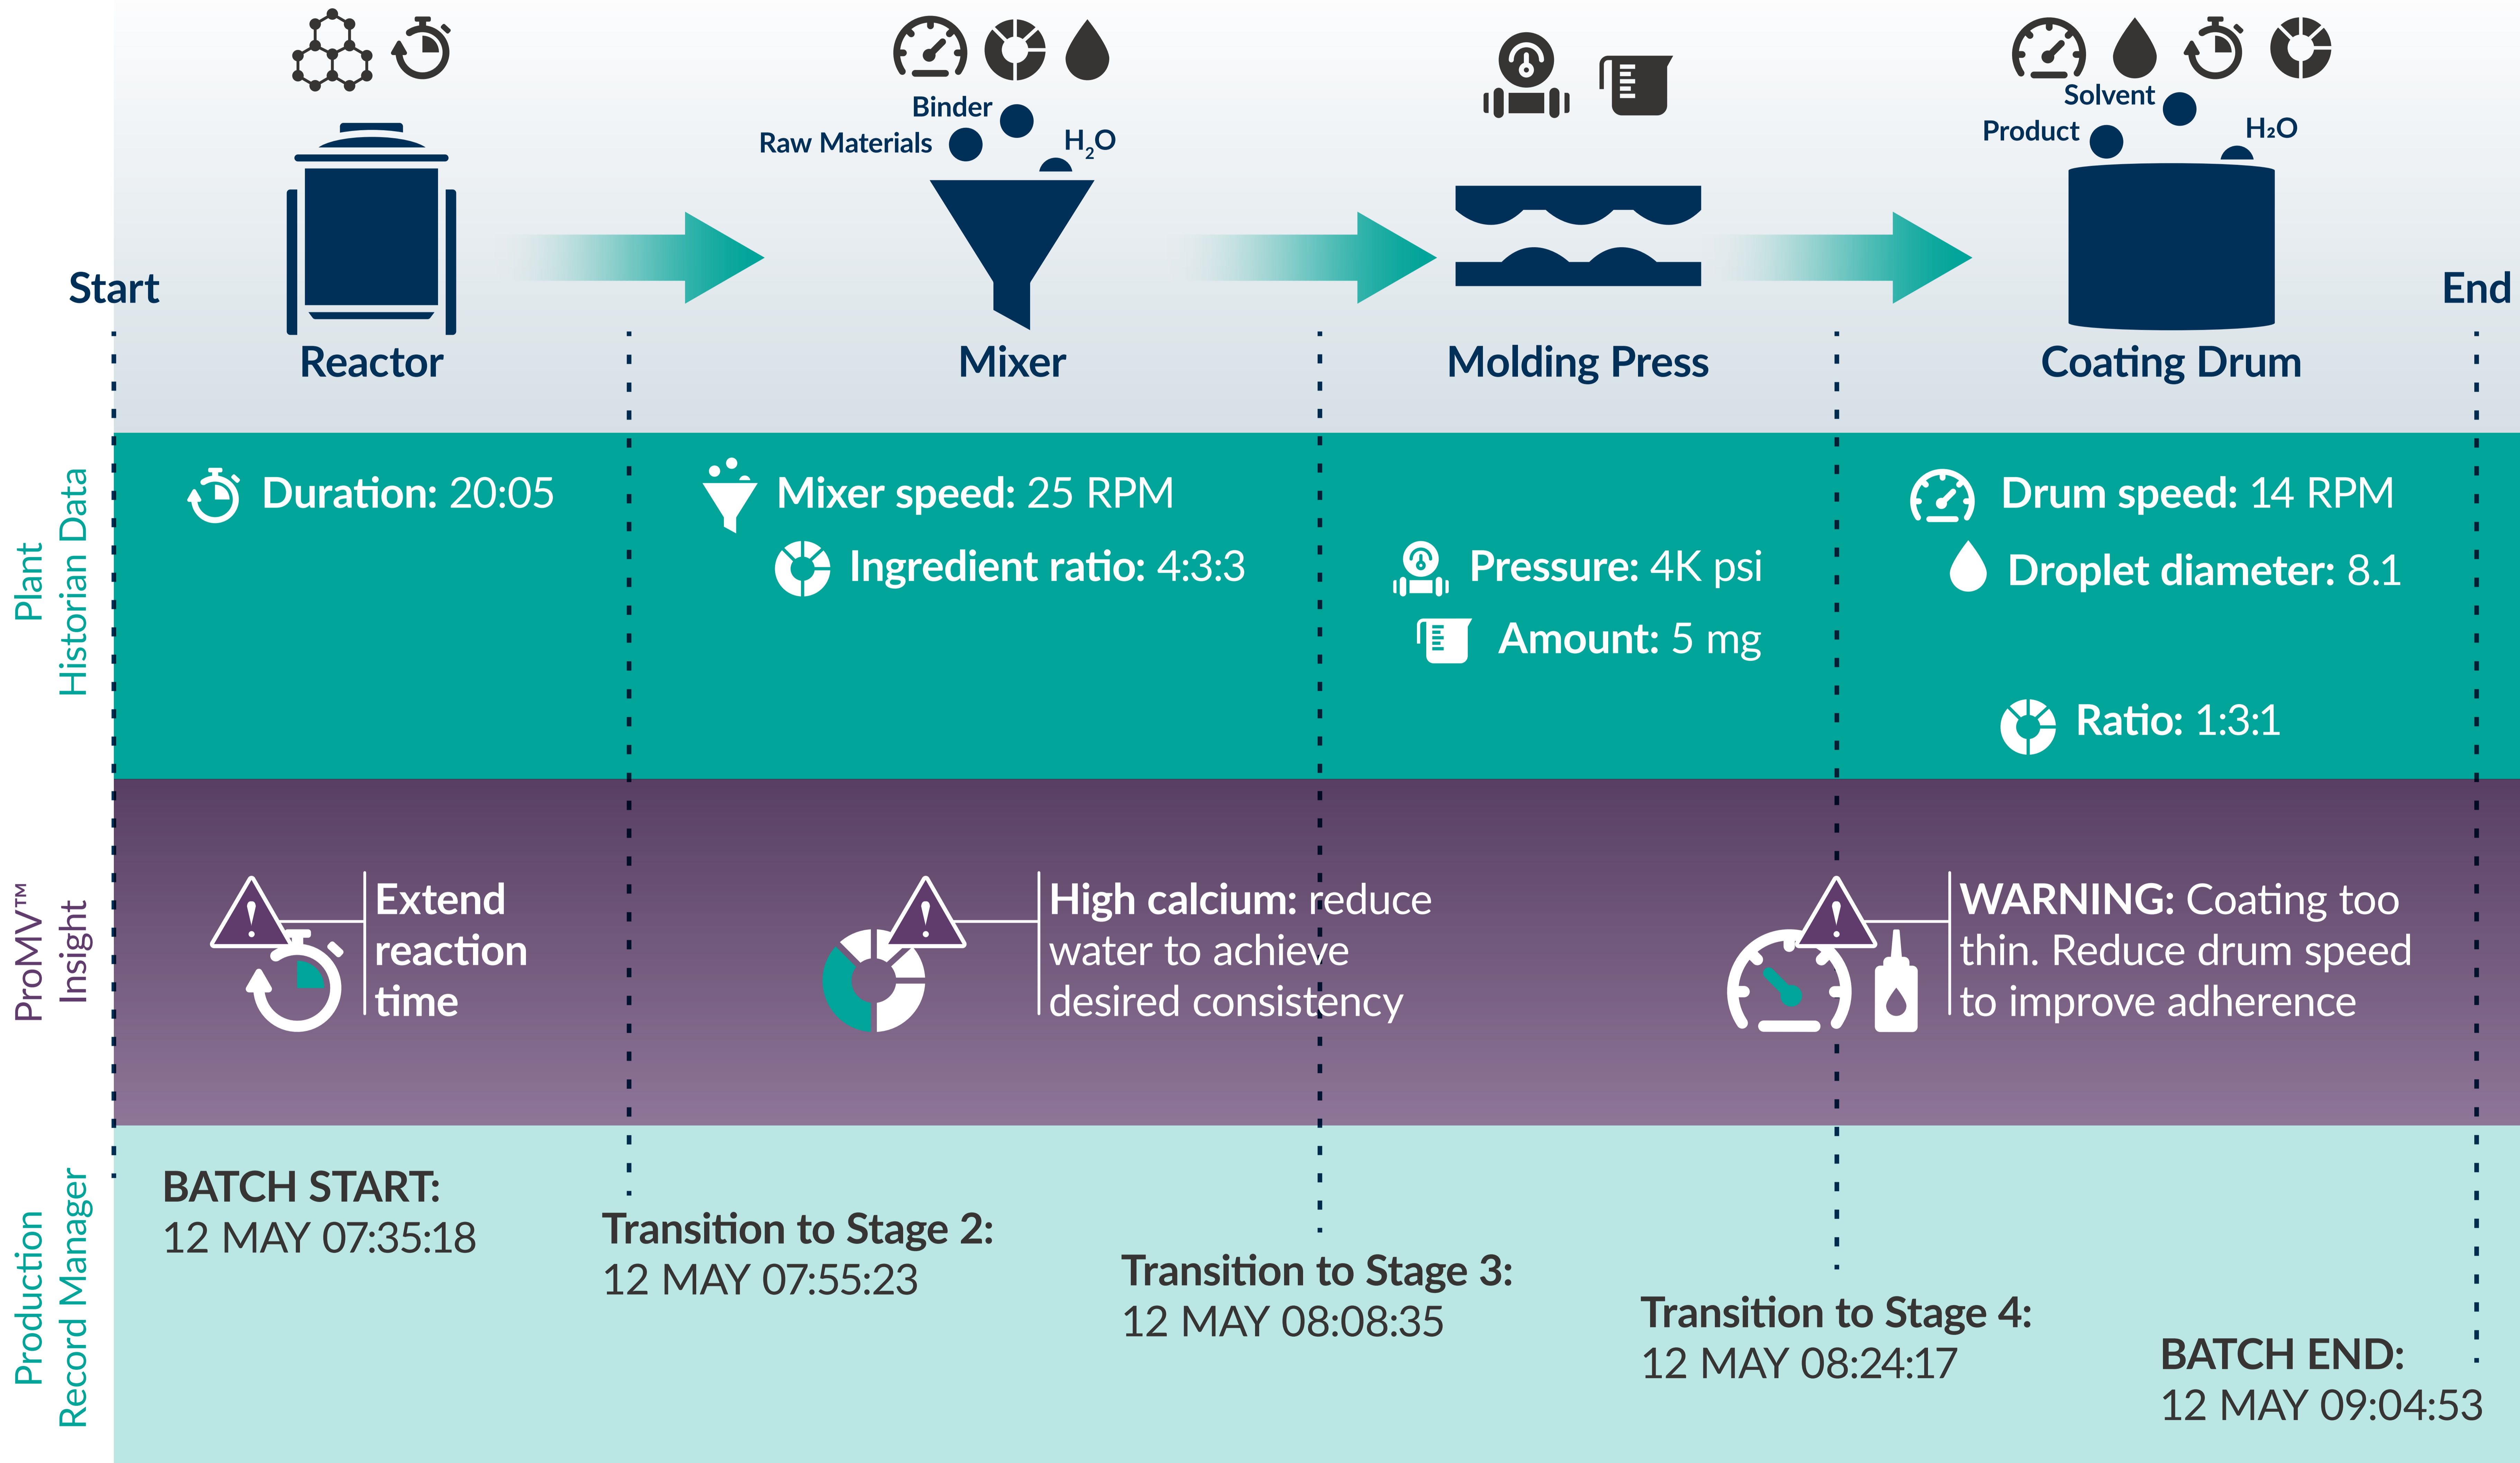 Binder
Raw Materials
H₂O
Solvent
Product
H₂O
Start
End
Reactor
Mixer
Molding Press
Coating Drum
Plant
Historian Data
Duration: 20:05
Mixer speed: 25 RPM
Ingredient ratio: 4:3:3
Pressure: 4K psi
Amount: 5 mg
Drum speed: 14 RPM
Droplet diameter: 8.1
Ratio: 1:3:1
ProMV™
Insight
Extend
reaction
time
High calcium: reduce
water to achieve
desired consistency
WARNING: Coating too
thin. Reduce drum speed
to improve adherence
Production
Record Manager
BATCH START:
12 MAY 07:35:18
Transition to Stage 2:
12 MAY 07:55:23
Transition to Stage 3:
12 MAY 08:08:35
Transition to Stage 4:
12 MAY 08:24:17
BATCH END:
12 MAY 09:04:53